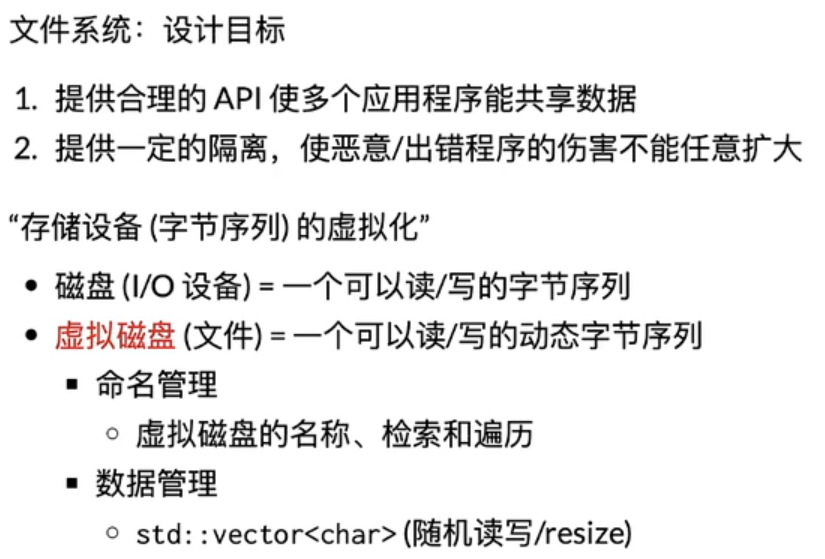 文件系统：设计目标
1. 提供合理的 API 使多个应用程序能共享数据
2. 提供一定的隔离，使恶意/出错程序的伤害不能任意扩大
“存储设备 (字节序列) 的虚拟化”
• 磁盘 (I/O 设备) = 一个可以读/写的字节序列
• 虚拟磁盘 (文件) = 一个可以读/写的动态字节序列
▪ 命名管理
◦ 虚拟磁盘的名称、检索和遍历
▪ 数据管理
◦ std::vector<char> (随机读写/resize)